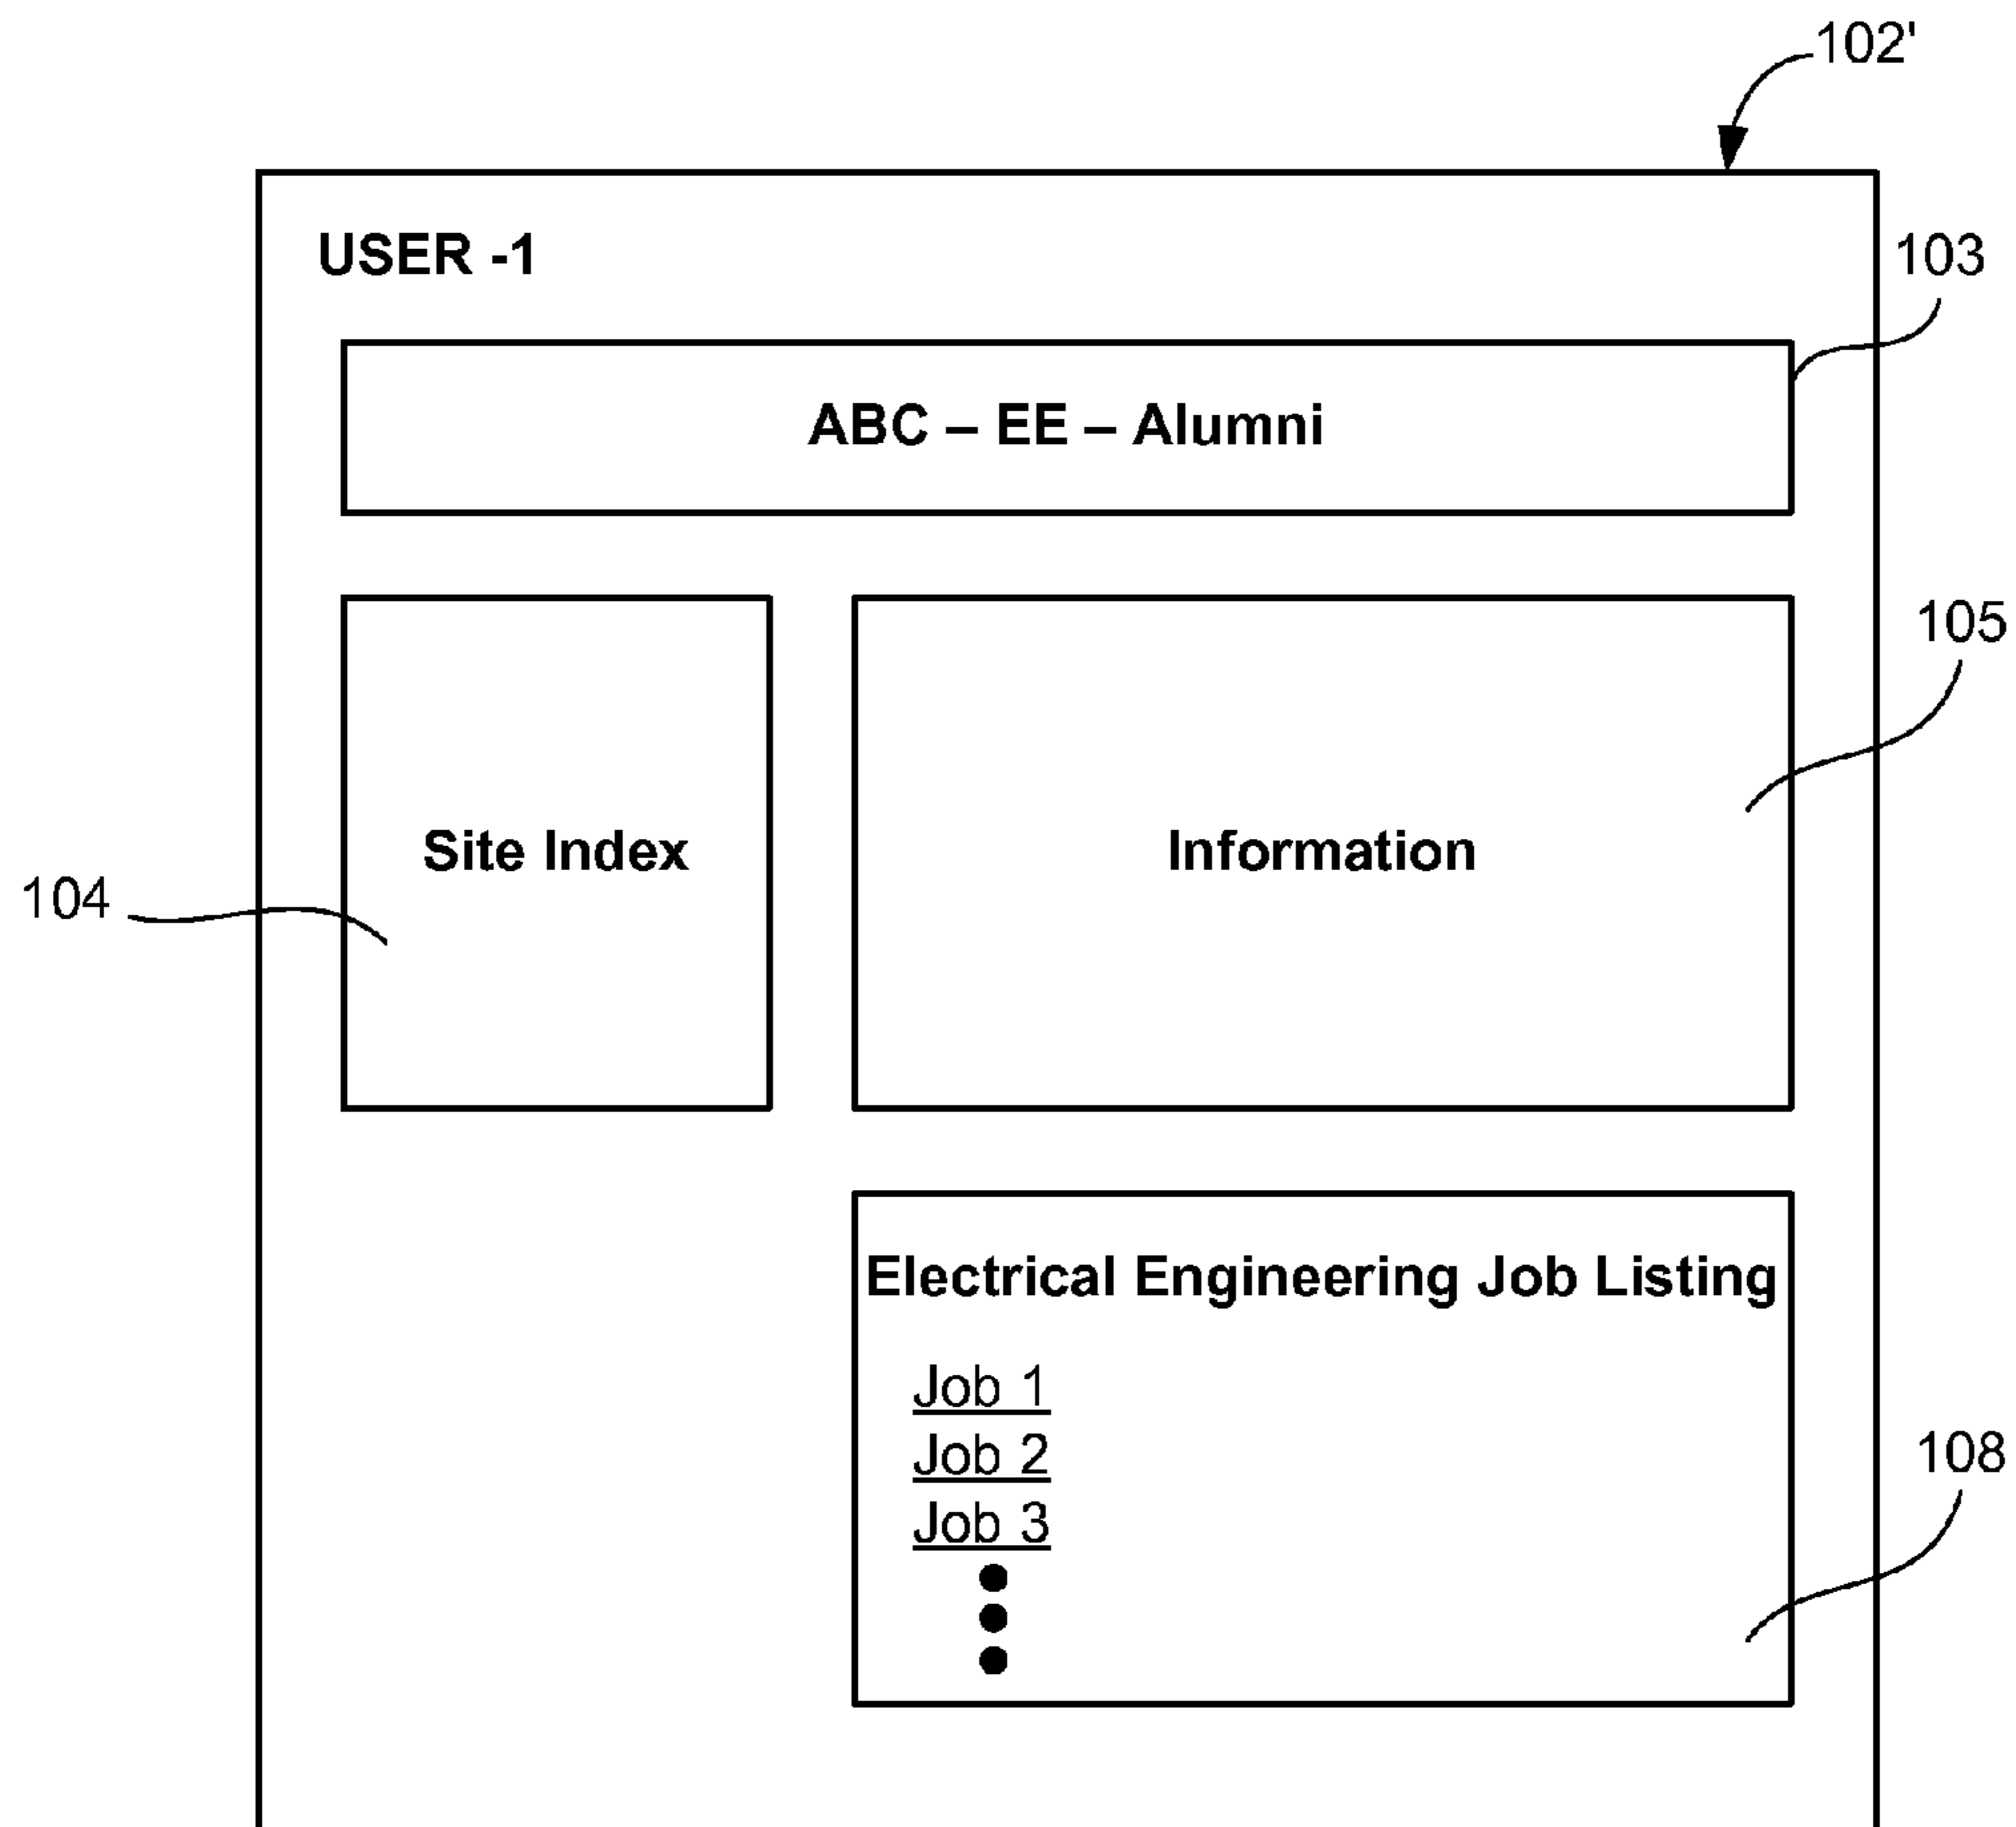 102'
USER -1
103
ABC – EE – Alumni
105
Site Index
Information
104
Electrical Engineering Job Listing
Job 1
Job 2
Job 3
108